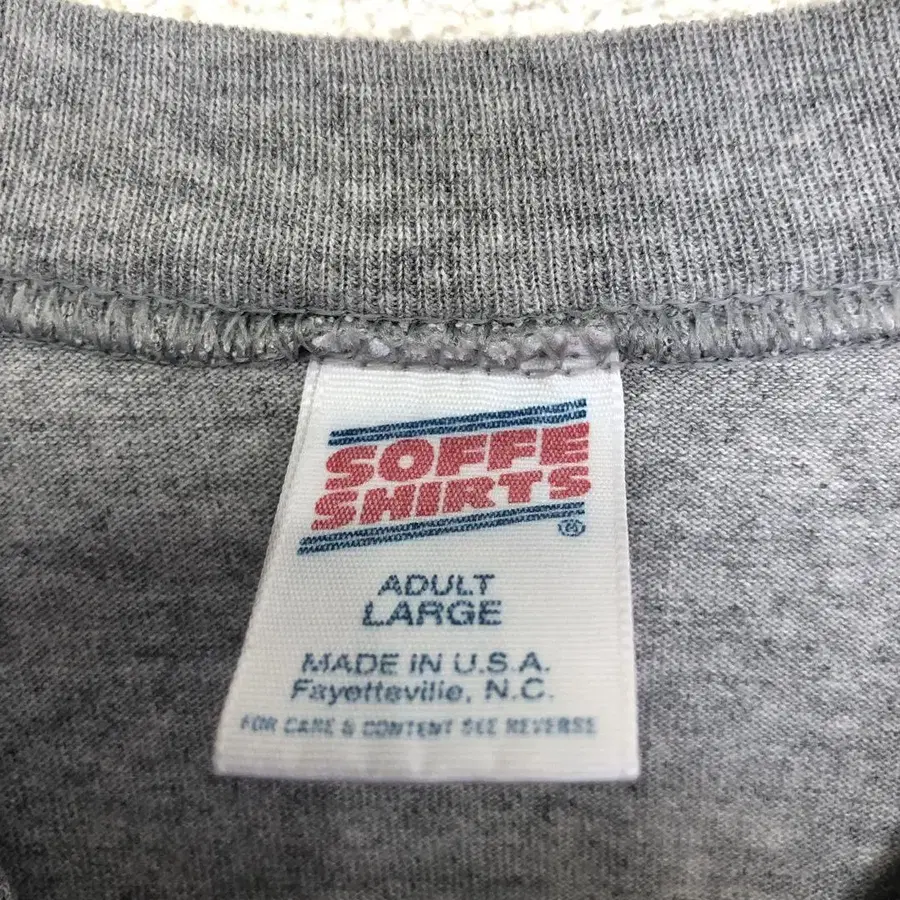 SOFFE
SHIRTS
®
ADULT
LARGE
MADE IN U.S.A.
Fayetteville, N.C.
FOR CARE & CONTENT SEE REVERSE